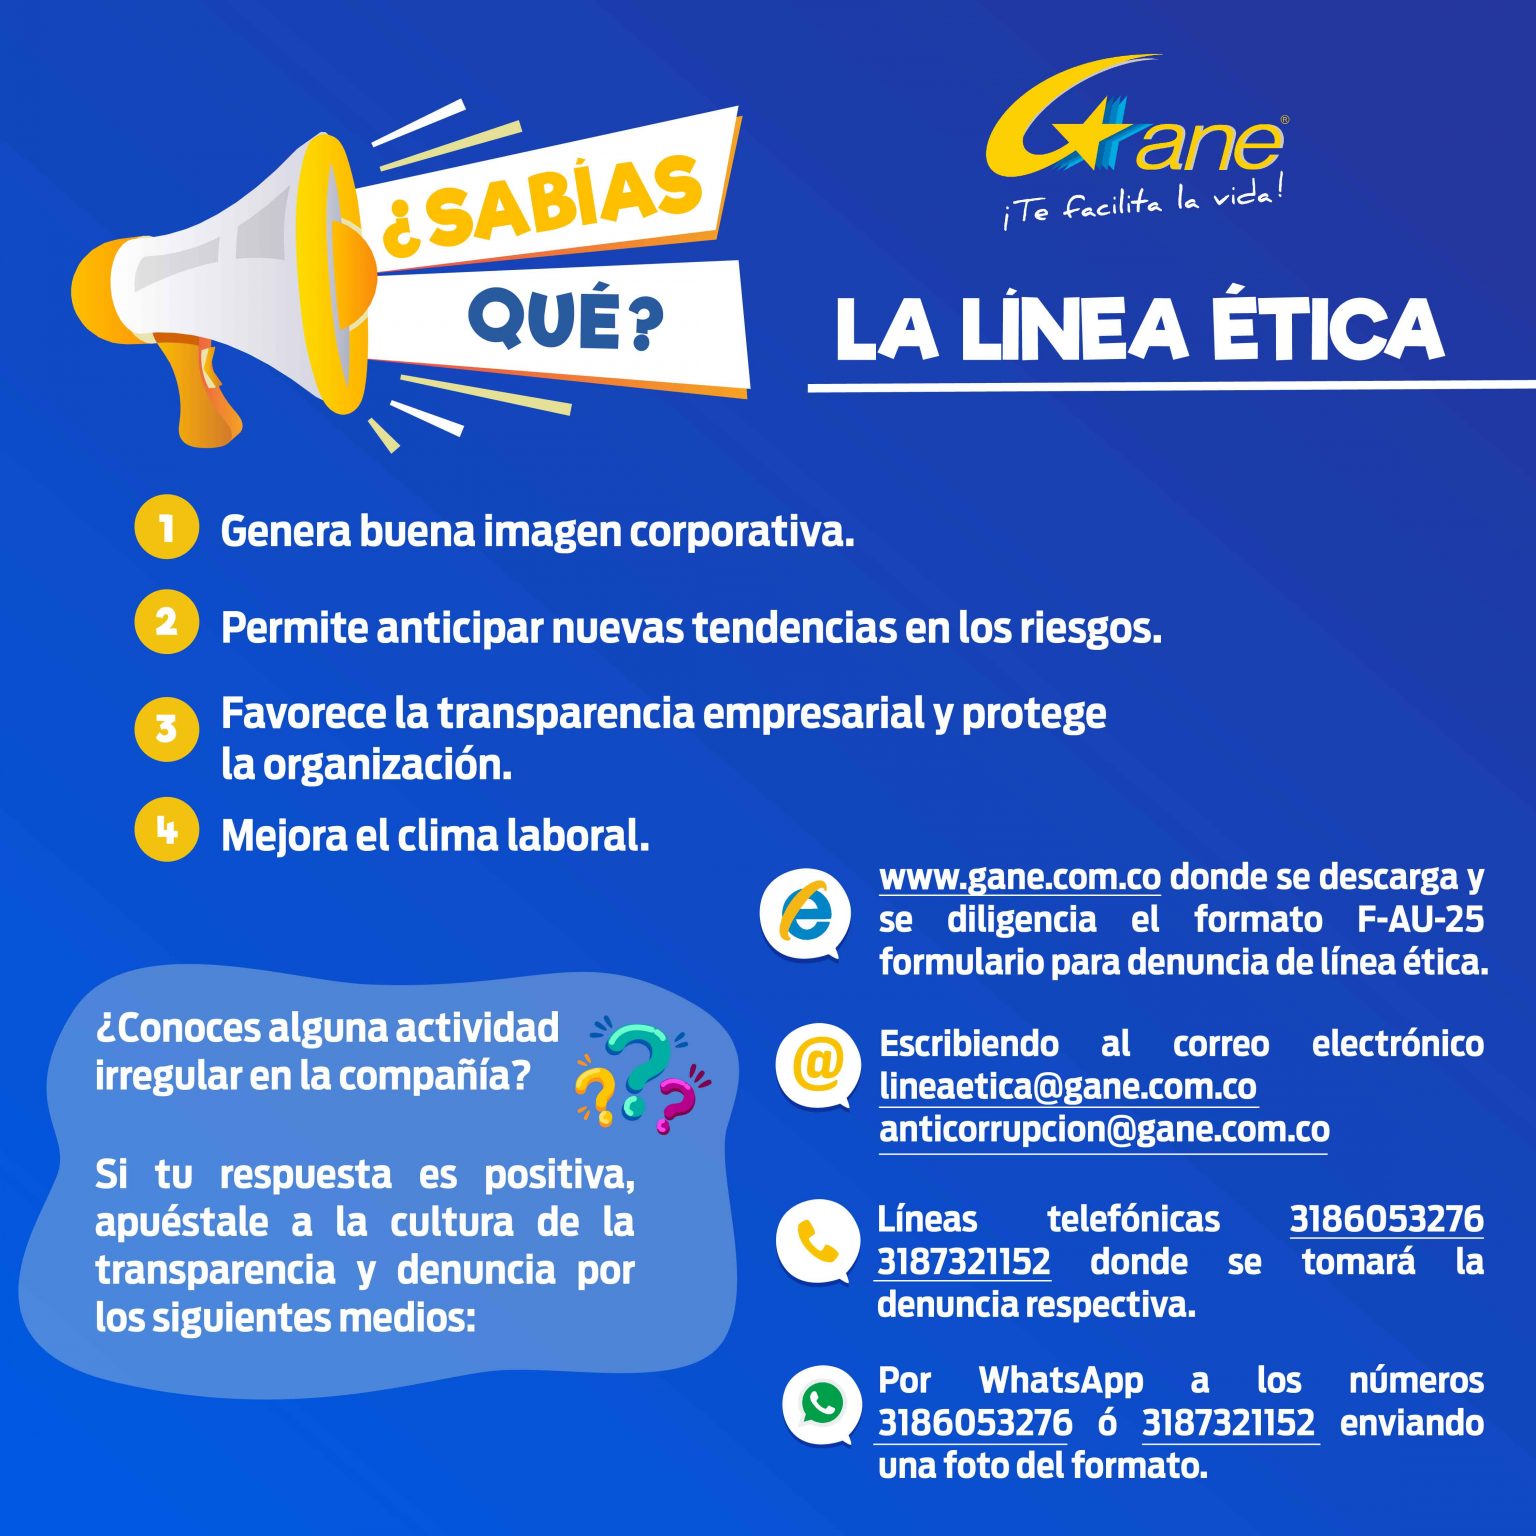 ¿SABÍAS
QUÉ?
Gane®
¡Te facilita la vida!
LA LÍNEA ÉTICA
1 Genera buena imagen corporativa.
2 Permite anticipar nuevas tendencias en los riesgos.
3 Favorece la transparencia empresarial y protege
la organización.
4 Mejora el clima laboral.
¿Conoces alguna actividad
irregular en la compañía?
Si tu respuesta es positiva,
apuéstale a la cultura de la
transparencia y denuncia por
los siguientes medios:
www.gane.com.co donde se descarga y
se diligencia el formato F-AU-25
formulario para denuncia de línea ética.
@ Escribiendo al correo electrónico
lineaetica@gane.com.co
anticorrupcion@gane.com.co
Líneas telefónicas 3186053276
3187321152 donde se tomará la
denuncia respectiva.
Por WhatsApp a los números
3186053276 ó 3187321152 enviando
una foto del formato.